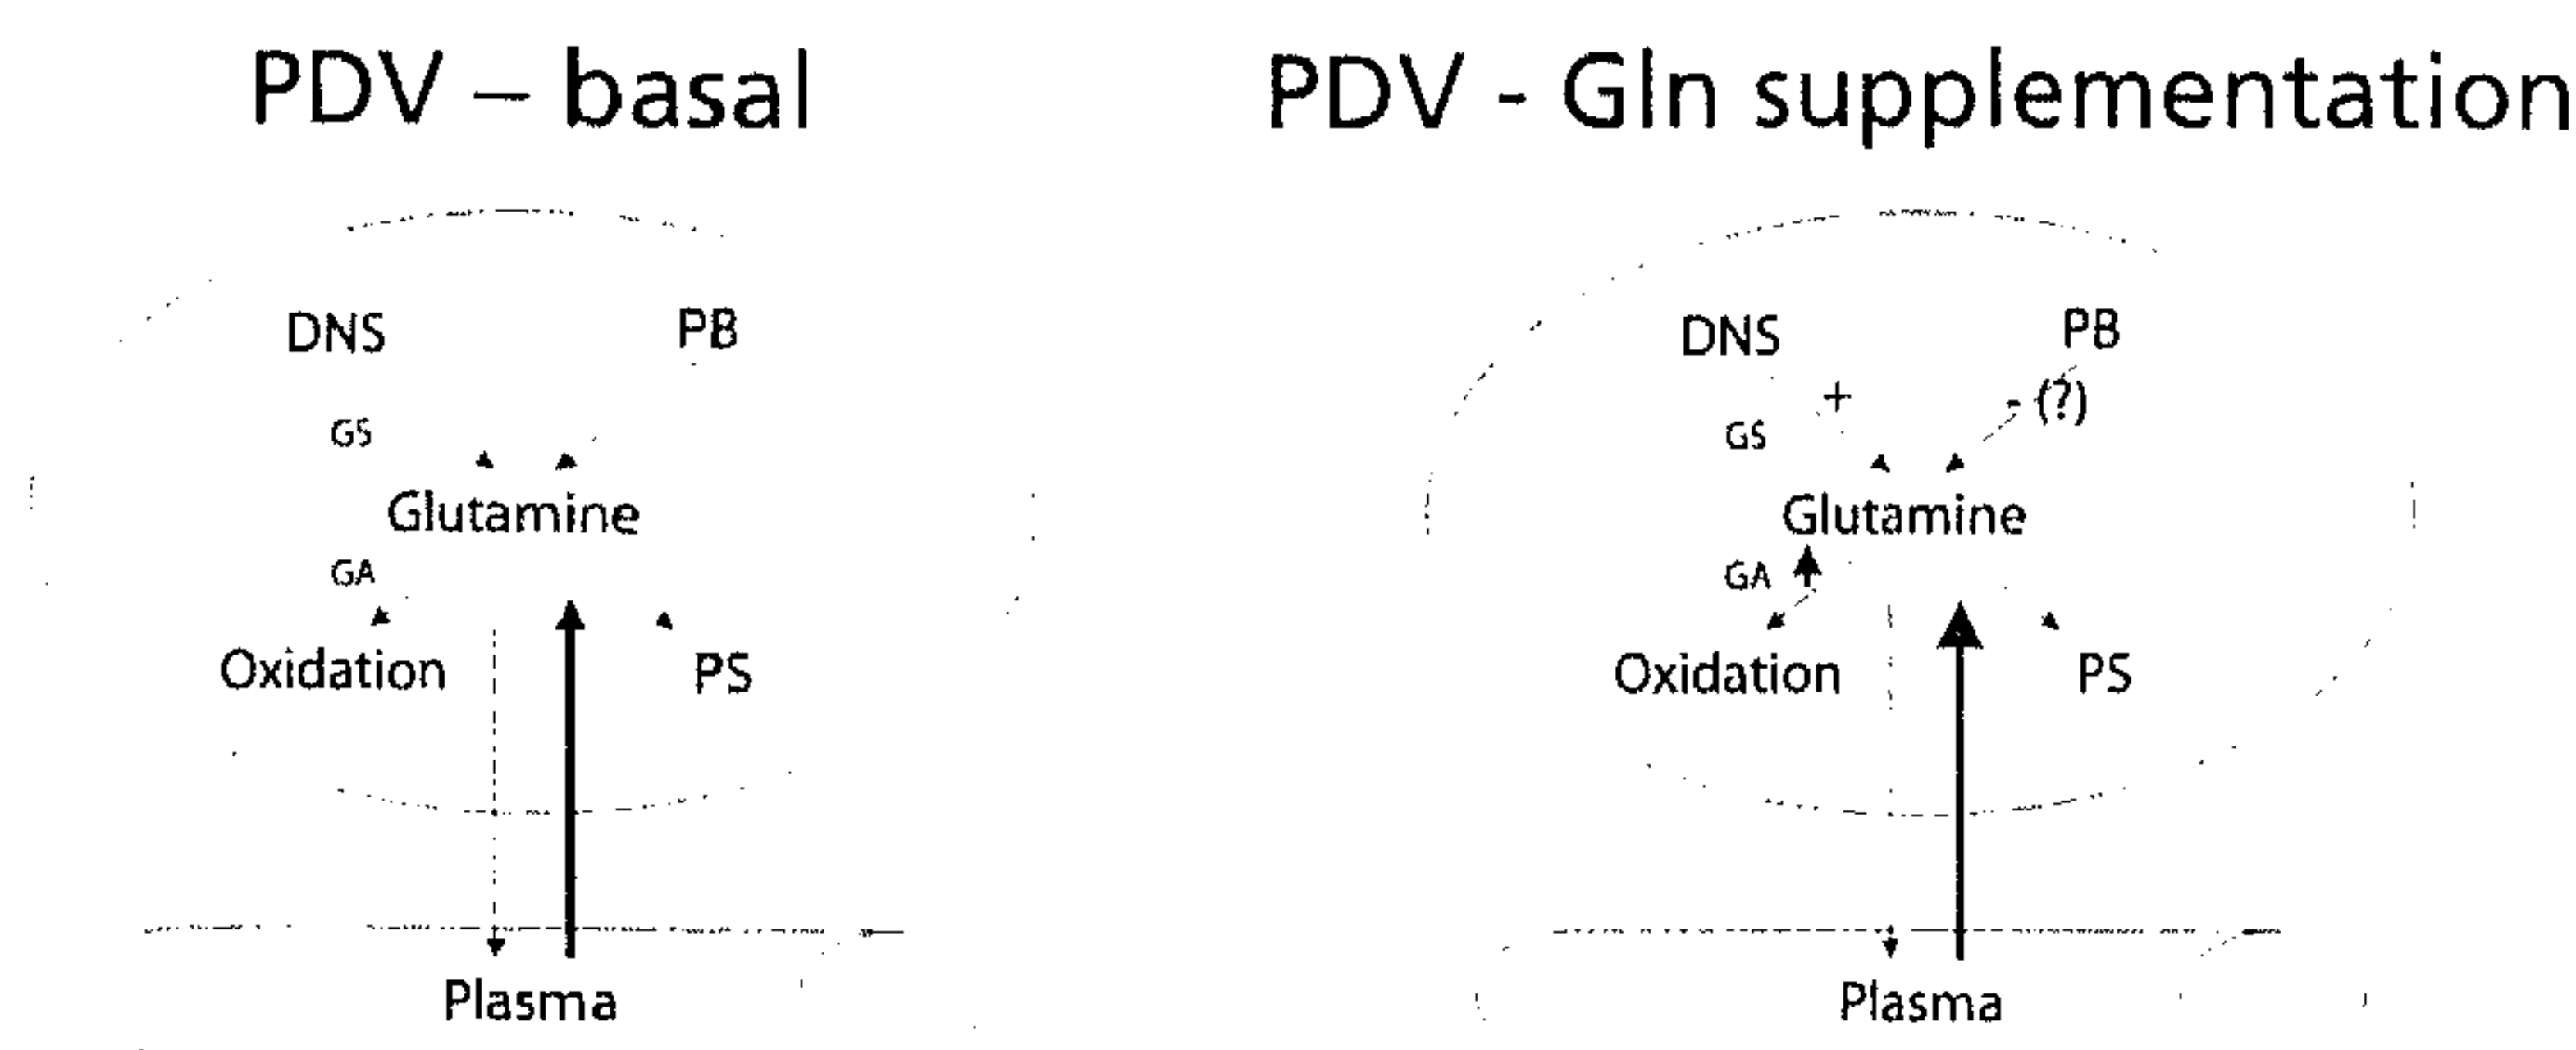 PDV – basal
DNS PB
GS
Glutamine
GA
Oxidation PS
Plasma
PDV - Gln supplementation
DNS PB
+ - (?)
GS
Glutamine
GA
Oxidation PS
Plasma